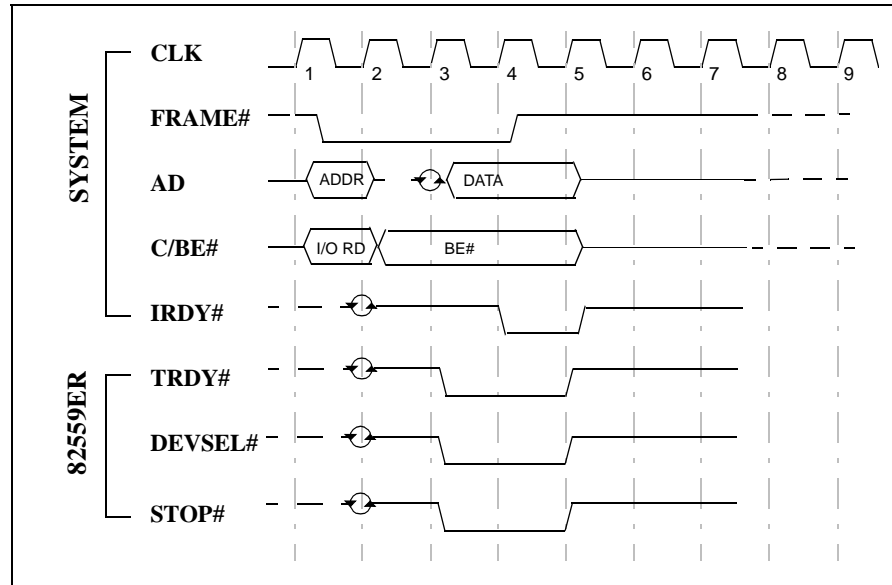 SYSTEM
CLK
1 2 3 4 5 6 7 8 9
FRAME#
AD
ADDR DATA
C/BE#
I/O RD BE#
IRDY#
82559ER
TRDY#
DEVSEL#
STOP#